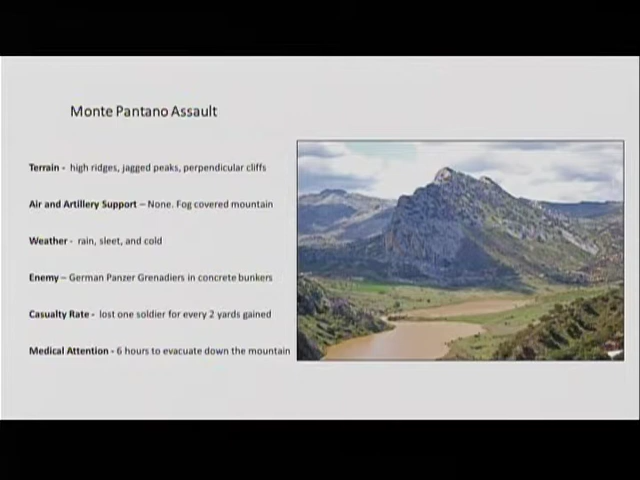 Monte Pantano Assault
Terrain - high ridges, jagged peaks, perpendicular cliffs
Air and Artillery Support – None. Fog covered mountain
Weather - rain, sleet, and cold
Enemy – German Panzer Grenadiers in concrete bunkers
Casualty Rate - lost one soldier for every 2 yards gained
Medical Attention - 6 hours to evacuate down the mountain